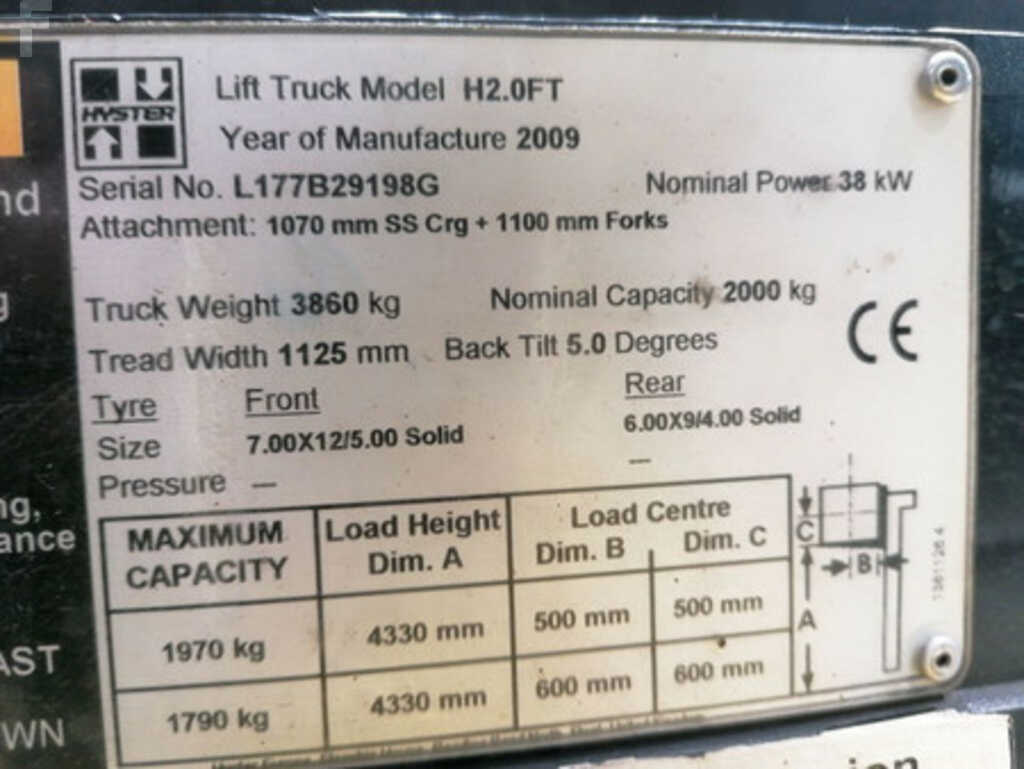 HYSTER
Lift Truck Model H2.0FT
Year of Manufacture 2009
Serial No. L177B29198G Nominal Power 38 kW
Attachment: 1070 mm SS Crg + 1100 mm Forks
Truck Weight 3860 kg Nominal Capacity 2000 kg
CE
Tread Width 1125 mm Back Tilt 5.0 Degrees
Tyre Front Rear
Size 7.00X12/5.00 Solid 6.00X9/4.00 Solid
Pressure — —
MAXIMUM CAPACITY Load Height Dim. A Load Centre Dim. B Dim. C
1970 kg 4330 mm 500 mm 500 mm
1790 kg 4330 mm 600 mm 600 mm
C
B
A
nd
g
ng,
ance
AST
WN